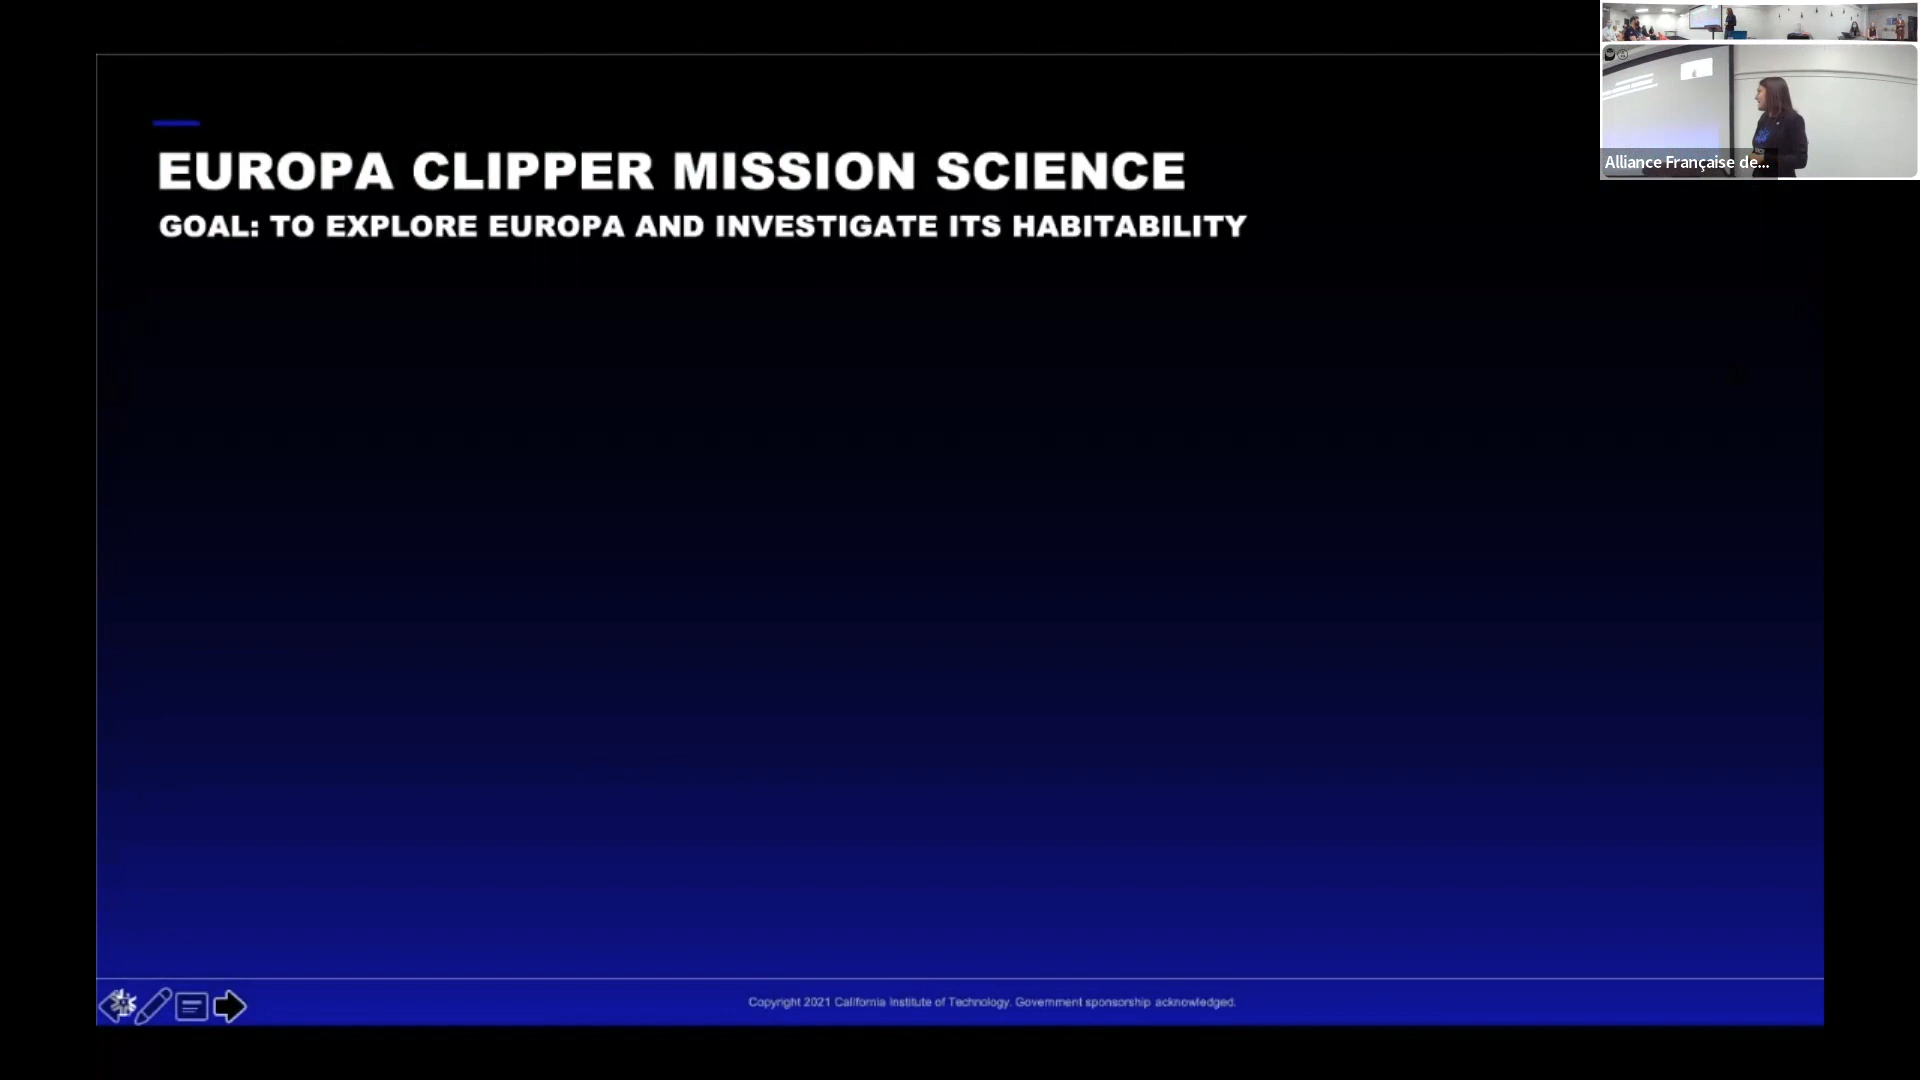 EUROPA CLIPPER MISSION SCIENCE
GOAL: TO EXPLORE EUROPA AND INVESTIGATE ITS HABITABILITY
Alliance Française de...
Copyright 2021 California Institute of Technology. Government sponsorship acknowledged.